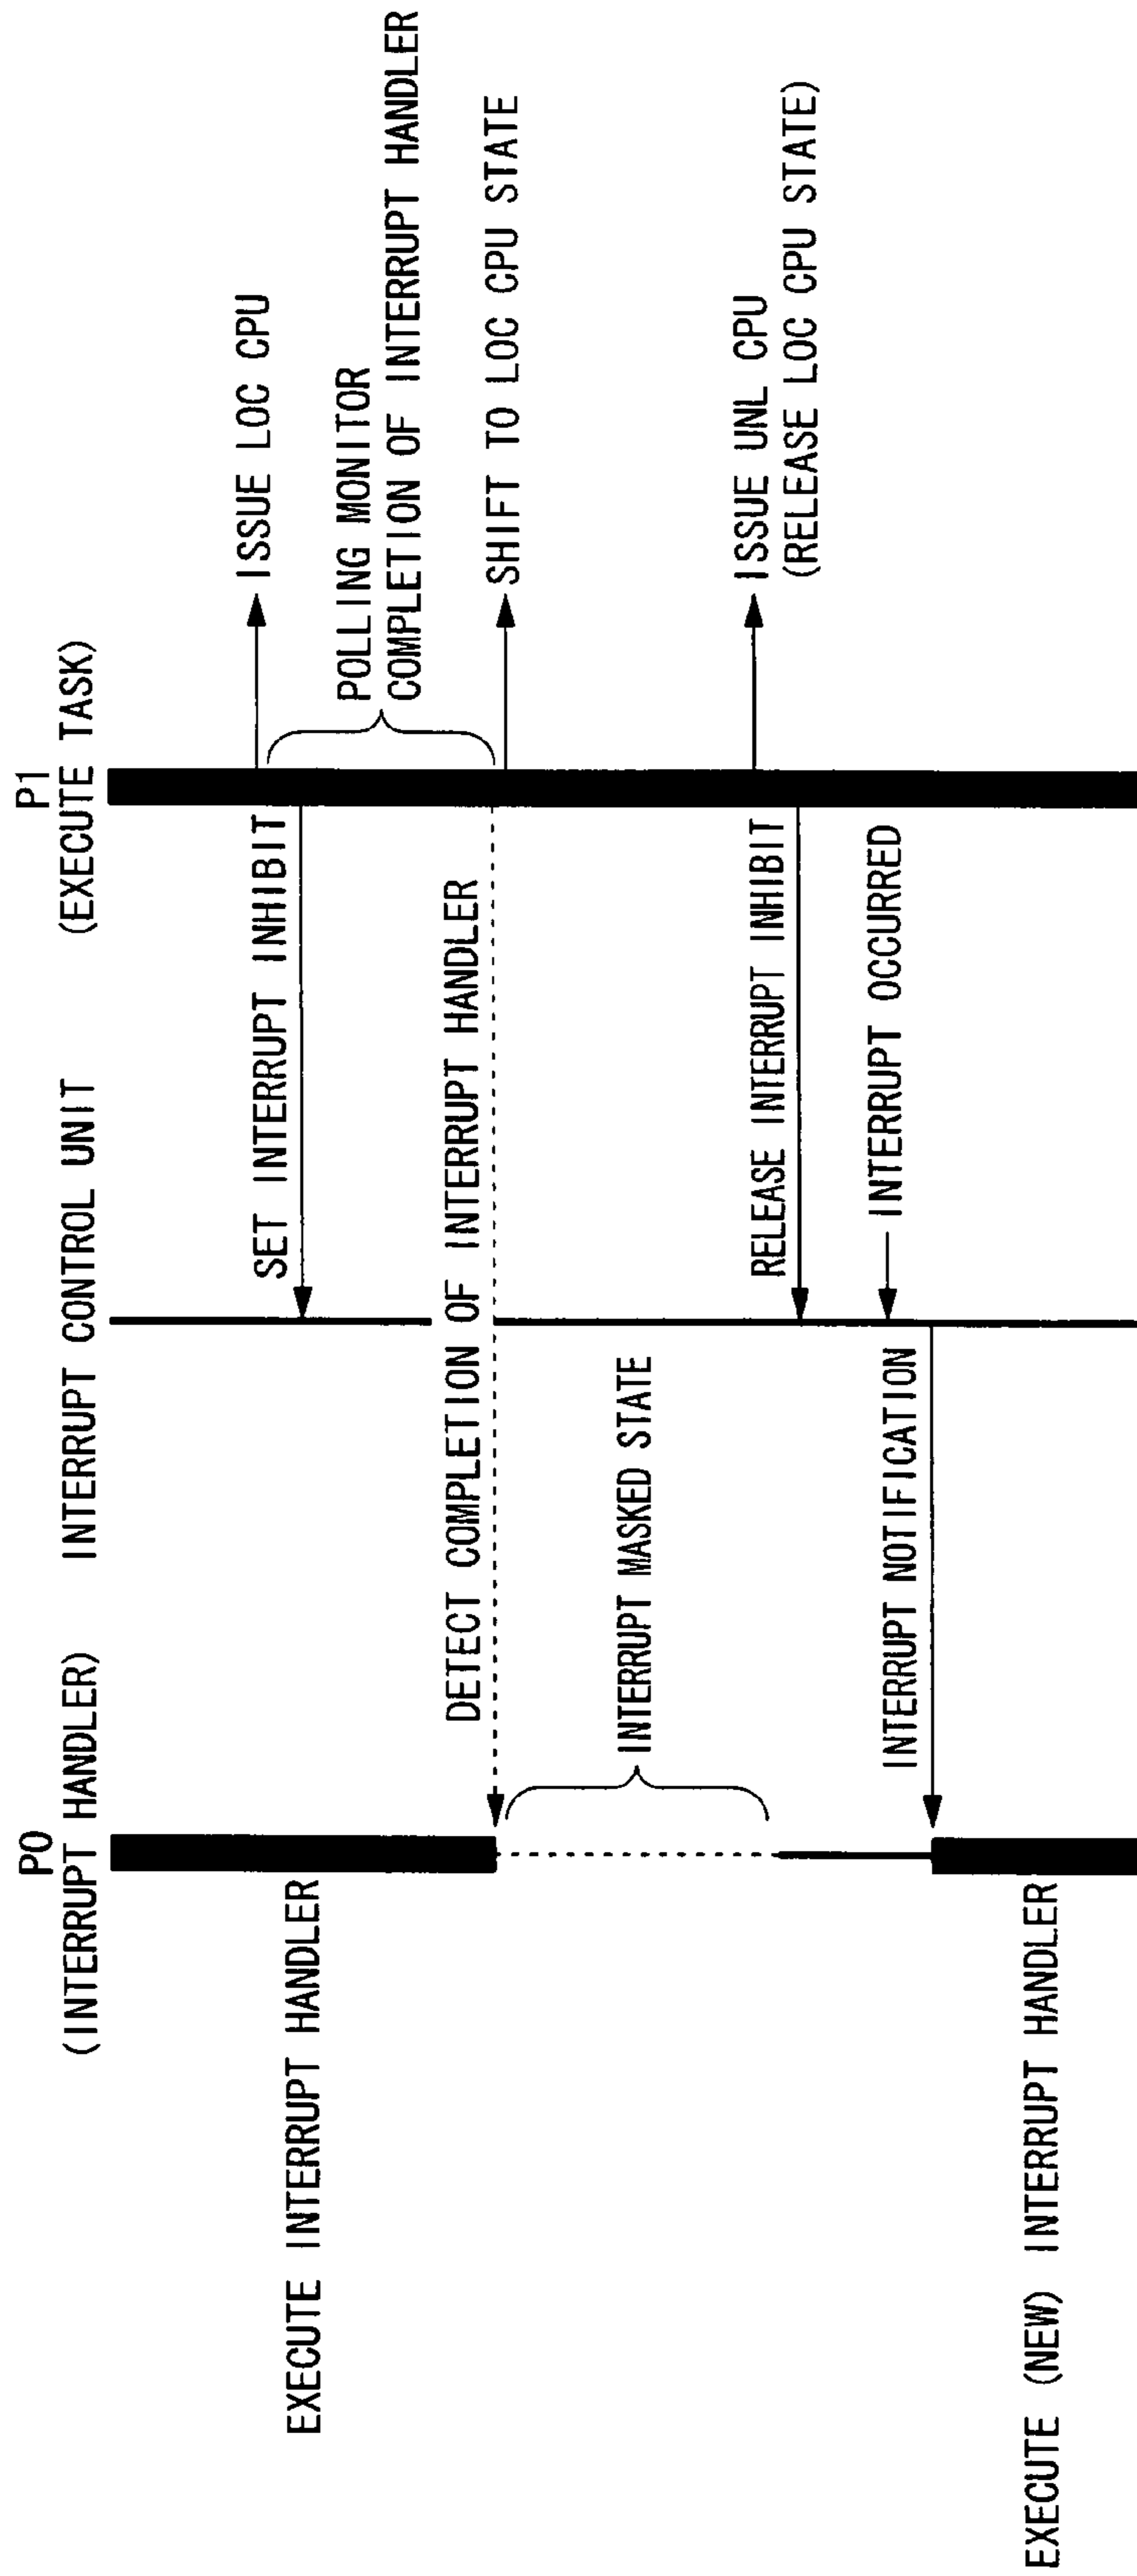 P0
(INTERRUPT HANDLER)
INTERRUPT CONTROL UNIT
P1
(EXECUTE TASK)
ISSUE LOC CPU
SET INTERRUPT INHIBIT
EXECUTE INTERRUPT HANDLER
POLLING MONITOR
COMPLETION OF INTERRUPT HANDLER
DETECT COMPLETION OF INTERRUPT HANDLER
SHIFT TO LOC CPU STATE
INTERRUPT MASKED STATE
ISSUE UNL CPU
(RELEASE LOC CPU STATE)
RELEASE INTERRUPT INHIBIT
INTERRUPT OCCURRED
INTERRUPT NOTIFICATION
EXECUTE (NEW) INTERRUPT HANDLER